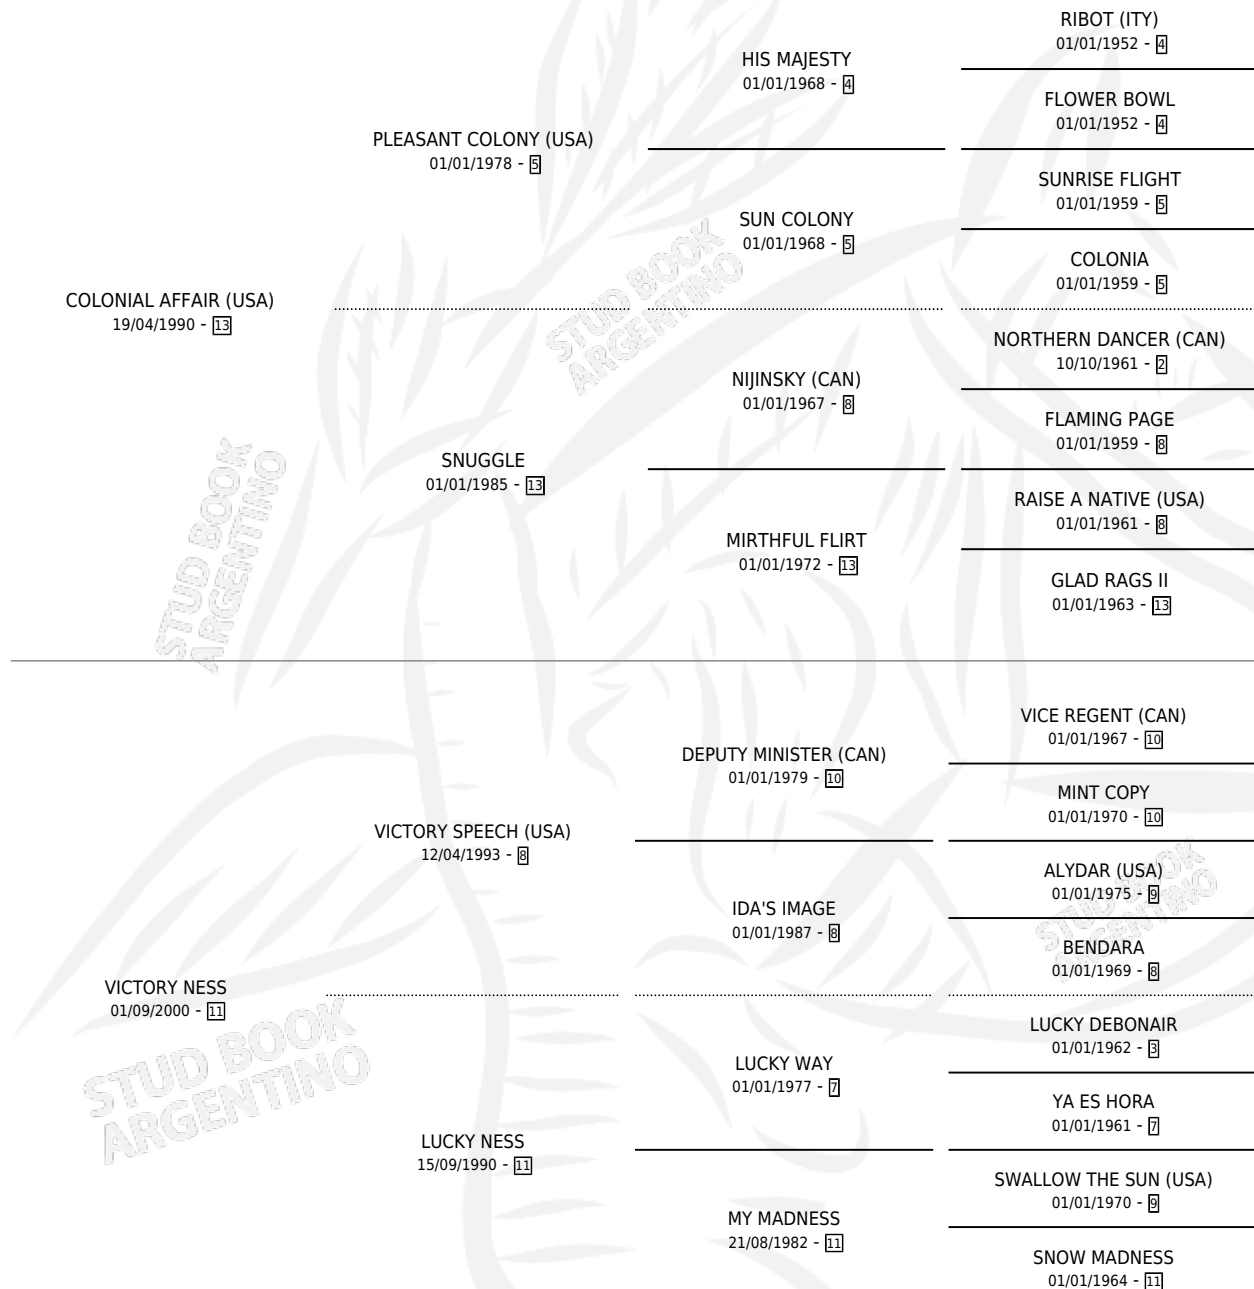 RIBOT (ITY)
01/01/1952 - 4
HIS MAJESTY
01/01/1968 - 4
FLOWER BOWL
01/01/1952 - 4
PLEASANT COLONY (USA)
01/01/1978 - 5
SUNRISE FLIGHT
01/01/1959 - 5
SUN COLONY
01/01/1968 - 5
COLONIA
01/01/1959 - 5
COLONIAL AFFAIR (USA)
19/04/1990 - 13
NORTHERN DANCER (CAN)
10/10/1961 - 2
NIJINSKY (CAN)
01/01/1967 - 8
FLAMING PAGE
01/01/1959 - 8
SNUGGLE
01/01/1985 - 13
RAISE A NATIVE (USA)
01/01/1961 - 8
MIRTHFUL FLIRT
01/01/1972 - 13
GLAD RAGS II
01/01/1963 - 13
VICE REGENT (CAN)
01/01/1967 - 10
DEPUTY MINISTER (CAN)
01/01/1979 - 10
MINT COPY
01/01/1970 - 10
VICTORY SPEECH (USA)
12/04/1993 - 8
ALYDAR (USA)
01/01/1975 - 9
IDA'S IMAGE
01/01/1987 - 8
BENDARA
01/01/1969 - 8
VICTORY NESS
01/09/2000 - 11
LUCKY DEBONAIR
01/01/1962 - 3
LUCKY WAY
01/01/1977 - 7
YA ES HORA
01/01/1961 - 7
LUCKY NESS
15/09/1990 - 11
SWALLOW THE SUN (USA)
01/01/1970 - 9
MY MADNESS
21/08/1982 - 11
SNOW MADNESS
01/01/1964 - 11
STUD BOOK
ARGENTINO
STUD BOOK
ARGENTINO
STUD BOOK
ARGENTINO
STUD BOOK
ARGENTINO